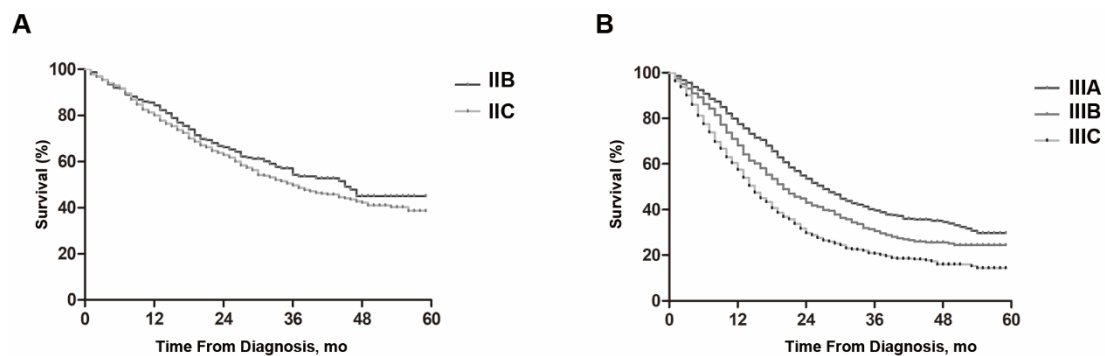 A
100
80
60
40
20
0
Survival (%)
0 12 24 36 48 60
Time From Diagnosis, mo
IIB
IIC
B
100
80
60
40
20
0
Survival (%)
0 12 24 36 48 60
Time From Diagnosis, mo
IIIA
IIIB
IIIC